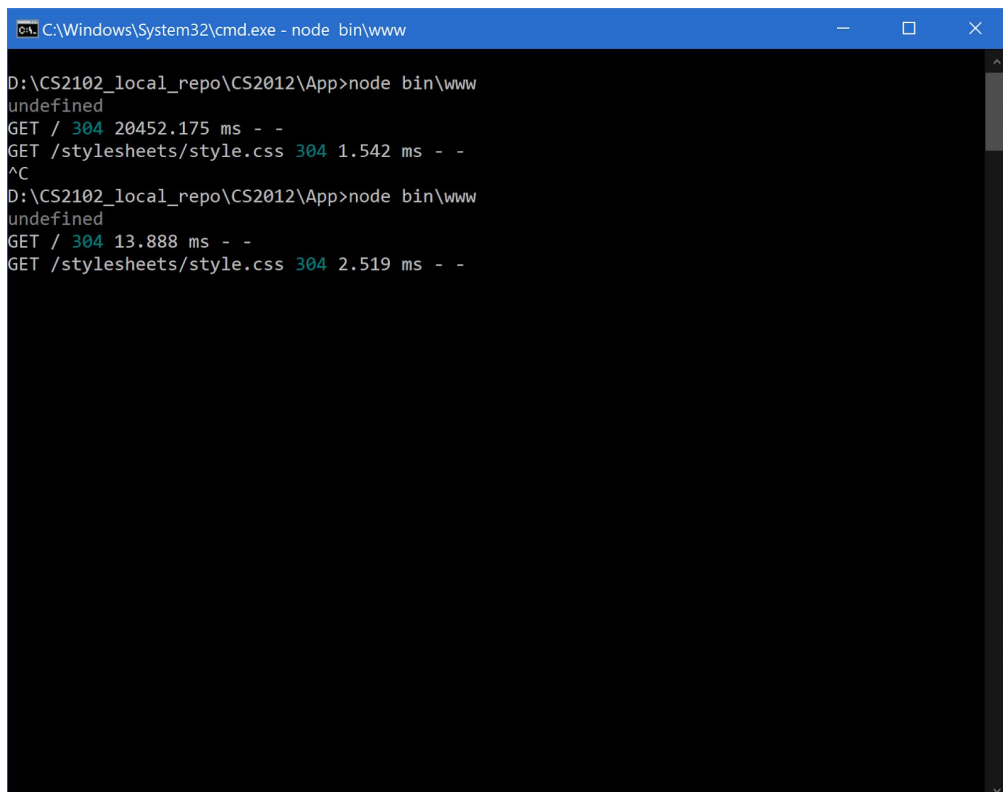 C:\Windows\System32\cmd.exe - node  bin\www
D:\CS2102_local_repo\CS2012\App>node bin\www
undefined
GET / 304 20452.175 ms - -
GET /stylesheets/style.css 304 1.542 ms - -
^C
D:\CS2102_local_repo\CS2012\App>node bin\www
undefined
GET / 304 13.888 ms - -
GET /stylesheets/style.css 304 2.519 ms - -